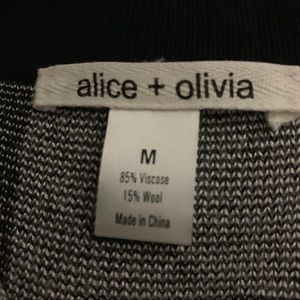 alice + olivia
M
85% Viscose
15% Wool
Made in China